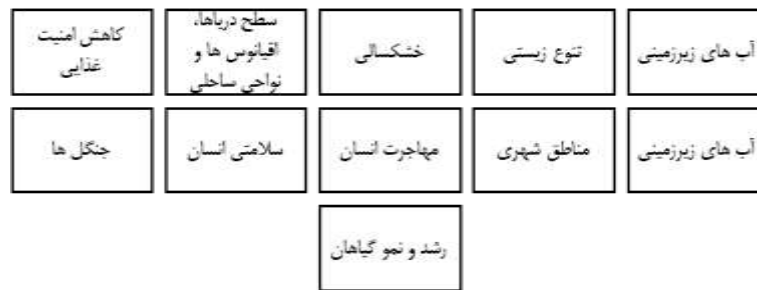 آب های زیرزمینی
تنوع زیستی
خشکسالی
سطح دریاها،
اقیانوس ها و
نواحی ساحلی
کاهش امنیت
غذایی
آب های زیرزمینی
مناطق شهری
مهاجرت انسان
سلامتی انسان
جنگل ها
رشد و نمو گیاهان